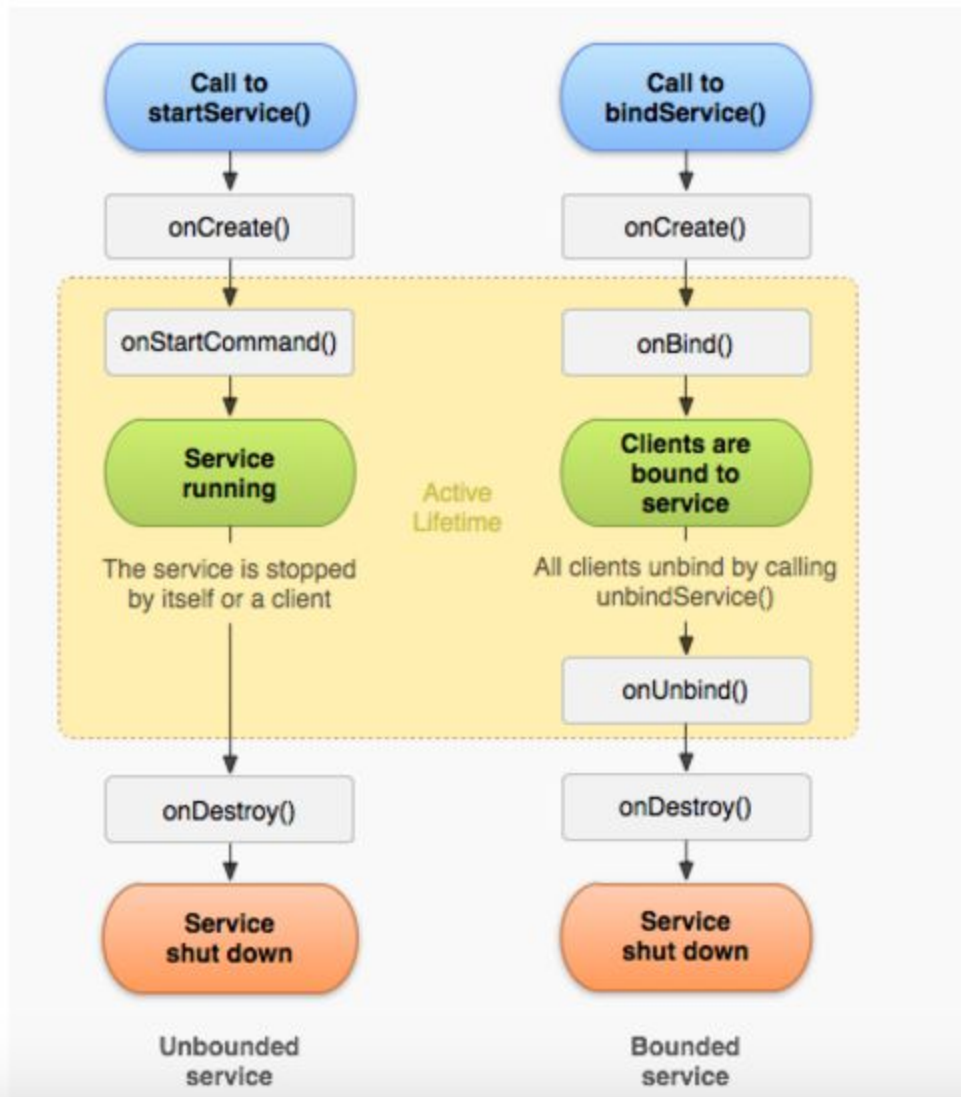 Call to
startService()
onCreate()
onStartCommand()
Service
running
The service is stopped
by itself or a client
onDestroy()
Service
shut down
Unbounded
service
Active
Lifetime
Call to
bindService()
onCreate()
onBind()
Clients are
bound to
service
All clients unbind by calling
unbindService()
onUnbind()
onDestroy()
Service
shut down
Bounded
service